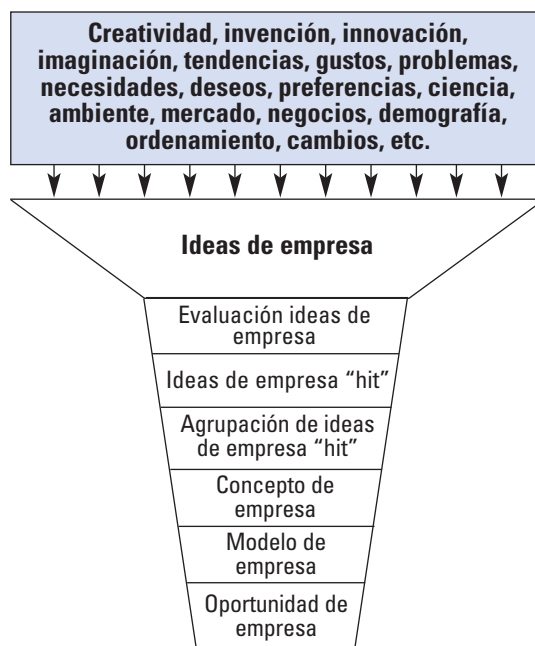 Creatividad, invención, innovación,
imaginación, tendencias, gustos, problemas,
necesidades, deseos, preferencias, ciencia,
ambiente, mercado, negocios, demografía,
ordenamiento, cambios, etc.
Ideas de empresa
Evaluación ideas de
empresa
Ideas de empresa “hit”
Agrupación de ideas
de empresa “hit”
Concepto de
empresa
Modelo de
empresa
Oportunidad de
empresa